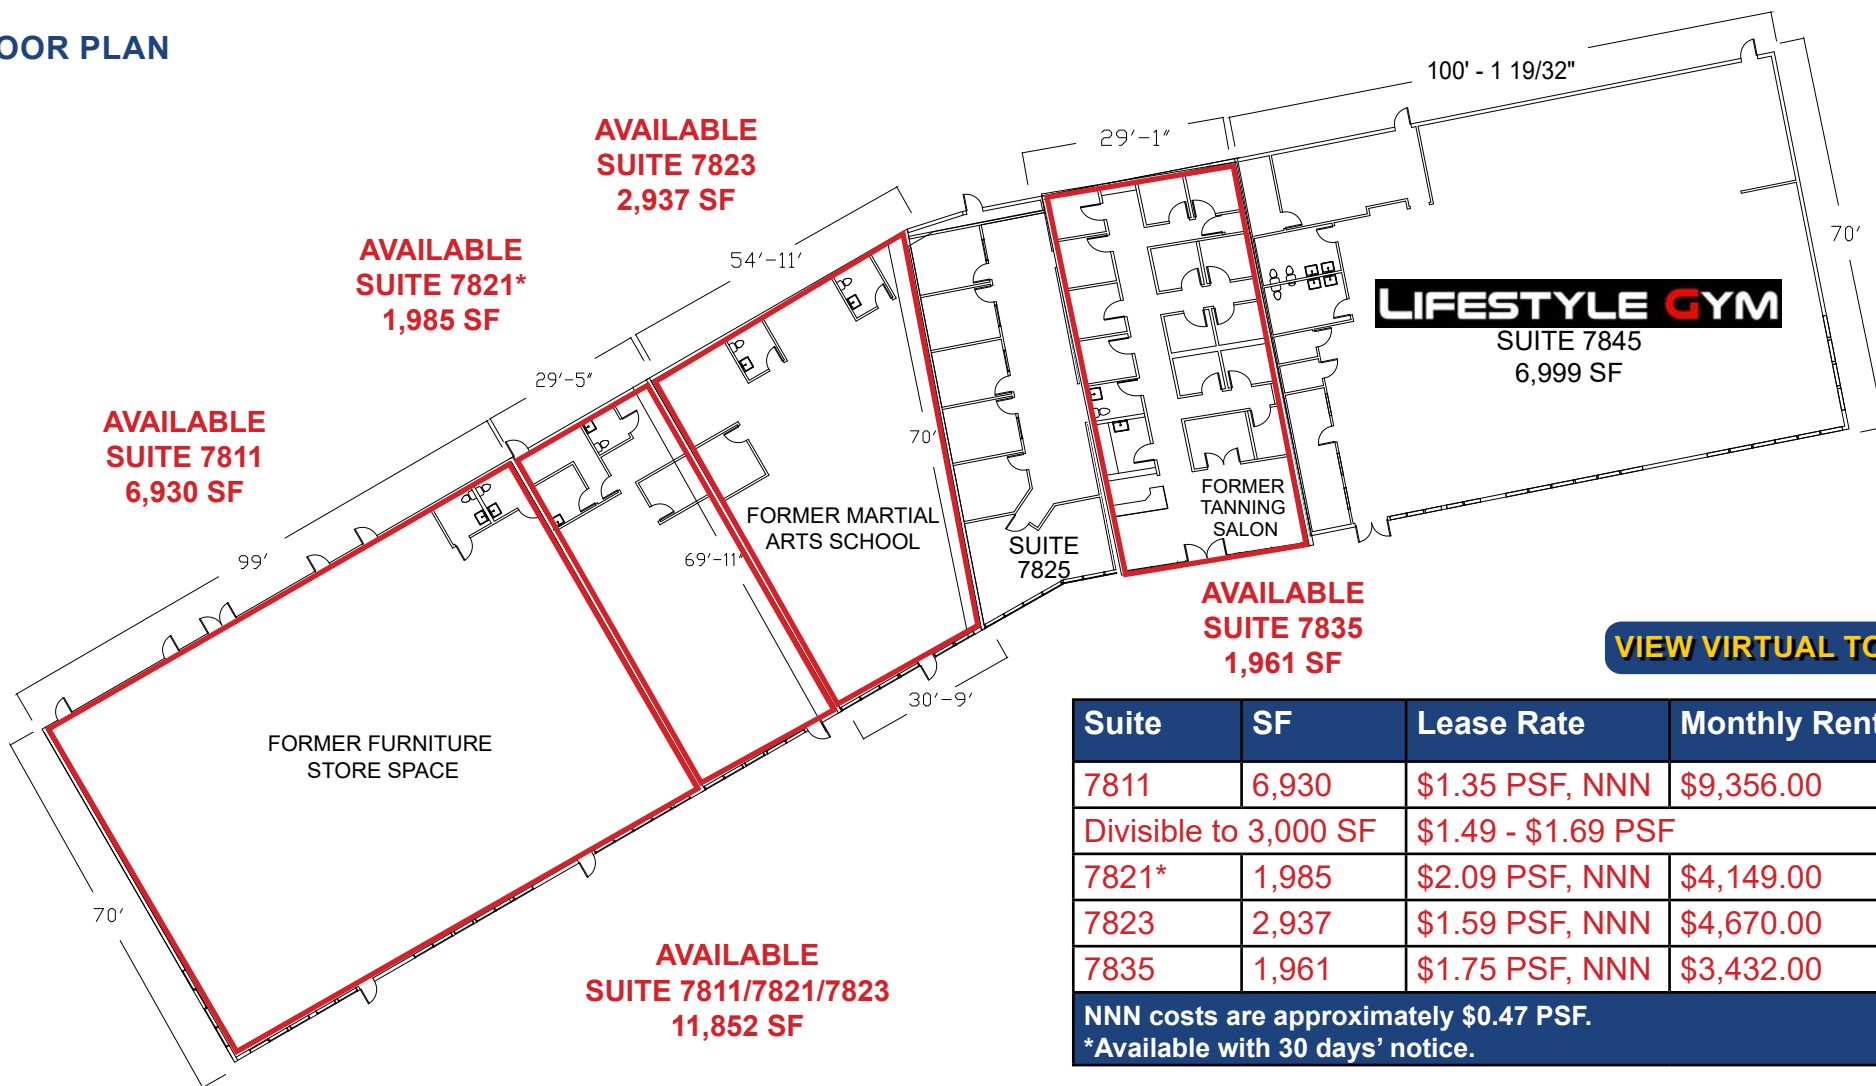 OOR PLAN
100' - 1 19/32"
29'-1"
AVAILABLE
SUITE 7823
2,937 SF
54'-11'
70'
AVAILABLE
SUITE 7821*
1,985 SF
29'-5"
LIFESTYLE GYM
SUITE 7845
6,999 SF
AVAILABLE
SUITE 7811
6,930 SF
99'
70'
69'-11"
FORMER MARTIAL
ARTS SCHOOL
SUITE
7825
FORMER
TANNING
SALON
AVAILABLE
SUITE 7835
1,961 SF
30'-9'
FORMER FURNITURE
STORE SPACE
70'
AVAILABLE
SUITE 7811/7821/7823
11,852 SF
VIEW VIRTUAL TO
Suite SF Lease Rate Monthly Rent
7811 6,930 $1.35 PSF, NNN $9,356.00
Divisible to 3,000 SF $1.49 - $1.69 PSF
7821* 1,985 $2.09 PSF, NNN $4,149.00
7823 2,937 $1.59 PSF, NNN $4,670.00
7835 1,961 $1.75 PSF, NNN $3,432.00
NNN costs are approximately $0.47 PSF.
*Available with 30 days’ notice.